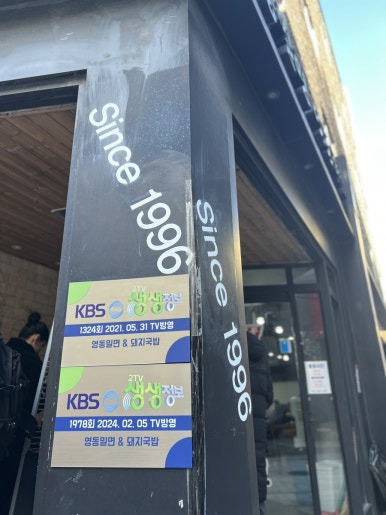 Since 1996
Since 1996
KBS 2TV 생생정보
1324회 2021. 05. 31 TV방영
영동밀면 & 돼지국밥
KBS 2TV 생생정보
1978회 2024. 02. 05 TV방영
영동밀면 & 돼지국밥